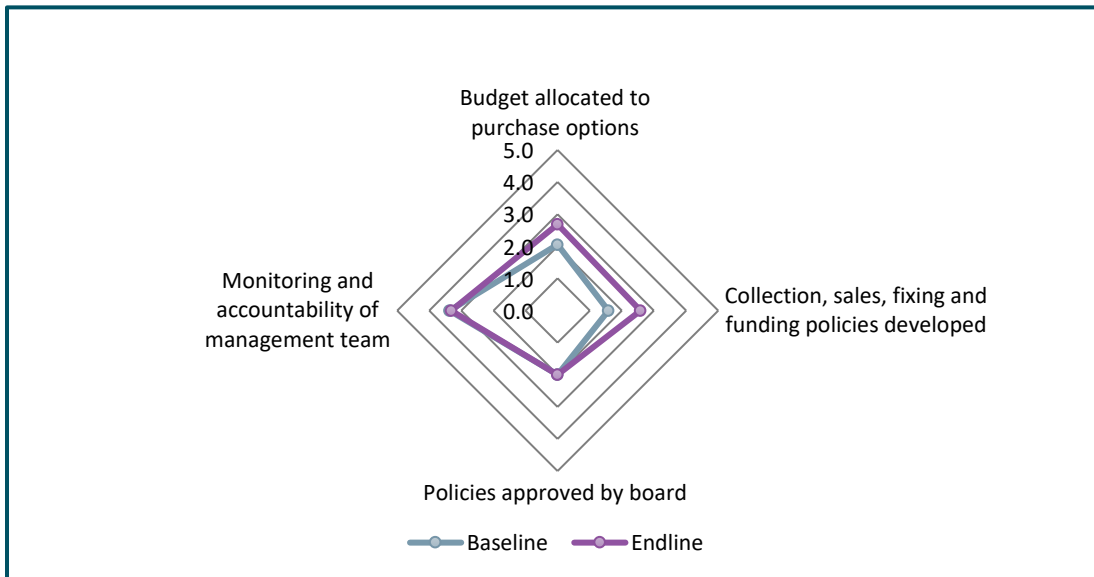 Budget allocated to
purchase options
5.0
4.0
3.0
2.0
1.0
0.0
Monitoring and
accountability of
management team
Collection, sales, fixing and
funding policies developed
Policies approved by board
Baseline
Endline